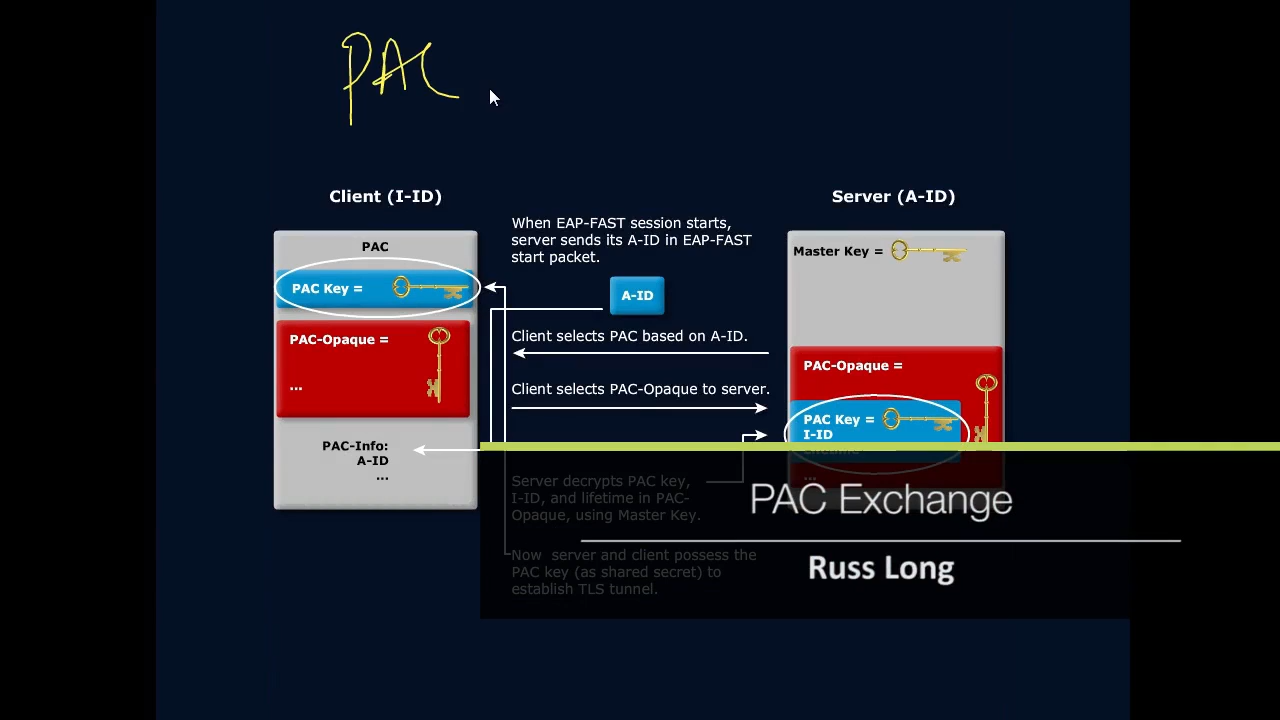 PAC
Client (I-ID)
Server (A-ID)
PAC
PAC Key =
PAC-Opaque =
...
PAC-Info:
A-ID
...
When EAP-FAST session starts,
server sends its A-ID in EAP-FAST
start packet.
A-ID
Client selects PAC based on A-ID.
Client selects PAC-Opaque to server.
Server decrypts PAC key,
I-ID, and lifetime in PAC-
Opaque, using Master Key.
Now server and client possess the
PAC key (as shared secret) to
establish TLS tunnel.
Master Key =
PAC-Opaque =
PAC Key =
I-ID
...
PAC Exchange
Russ Long